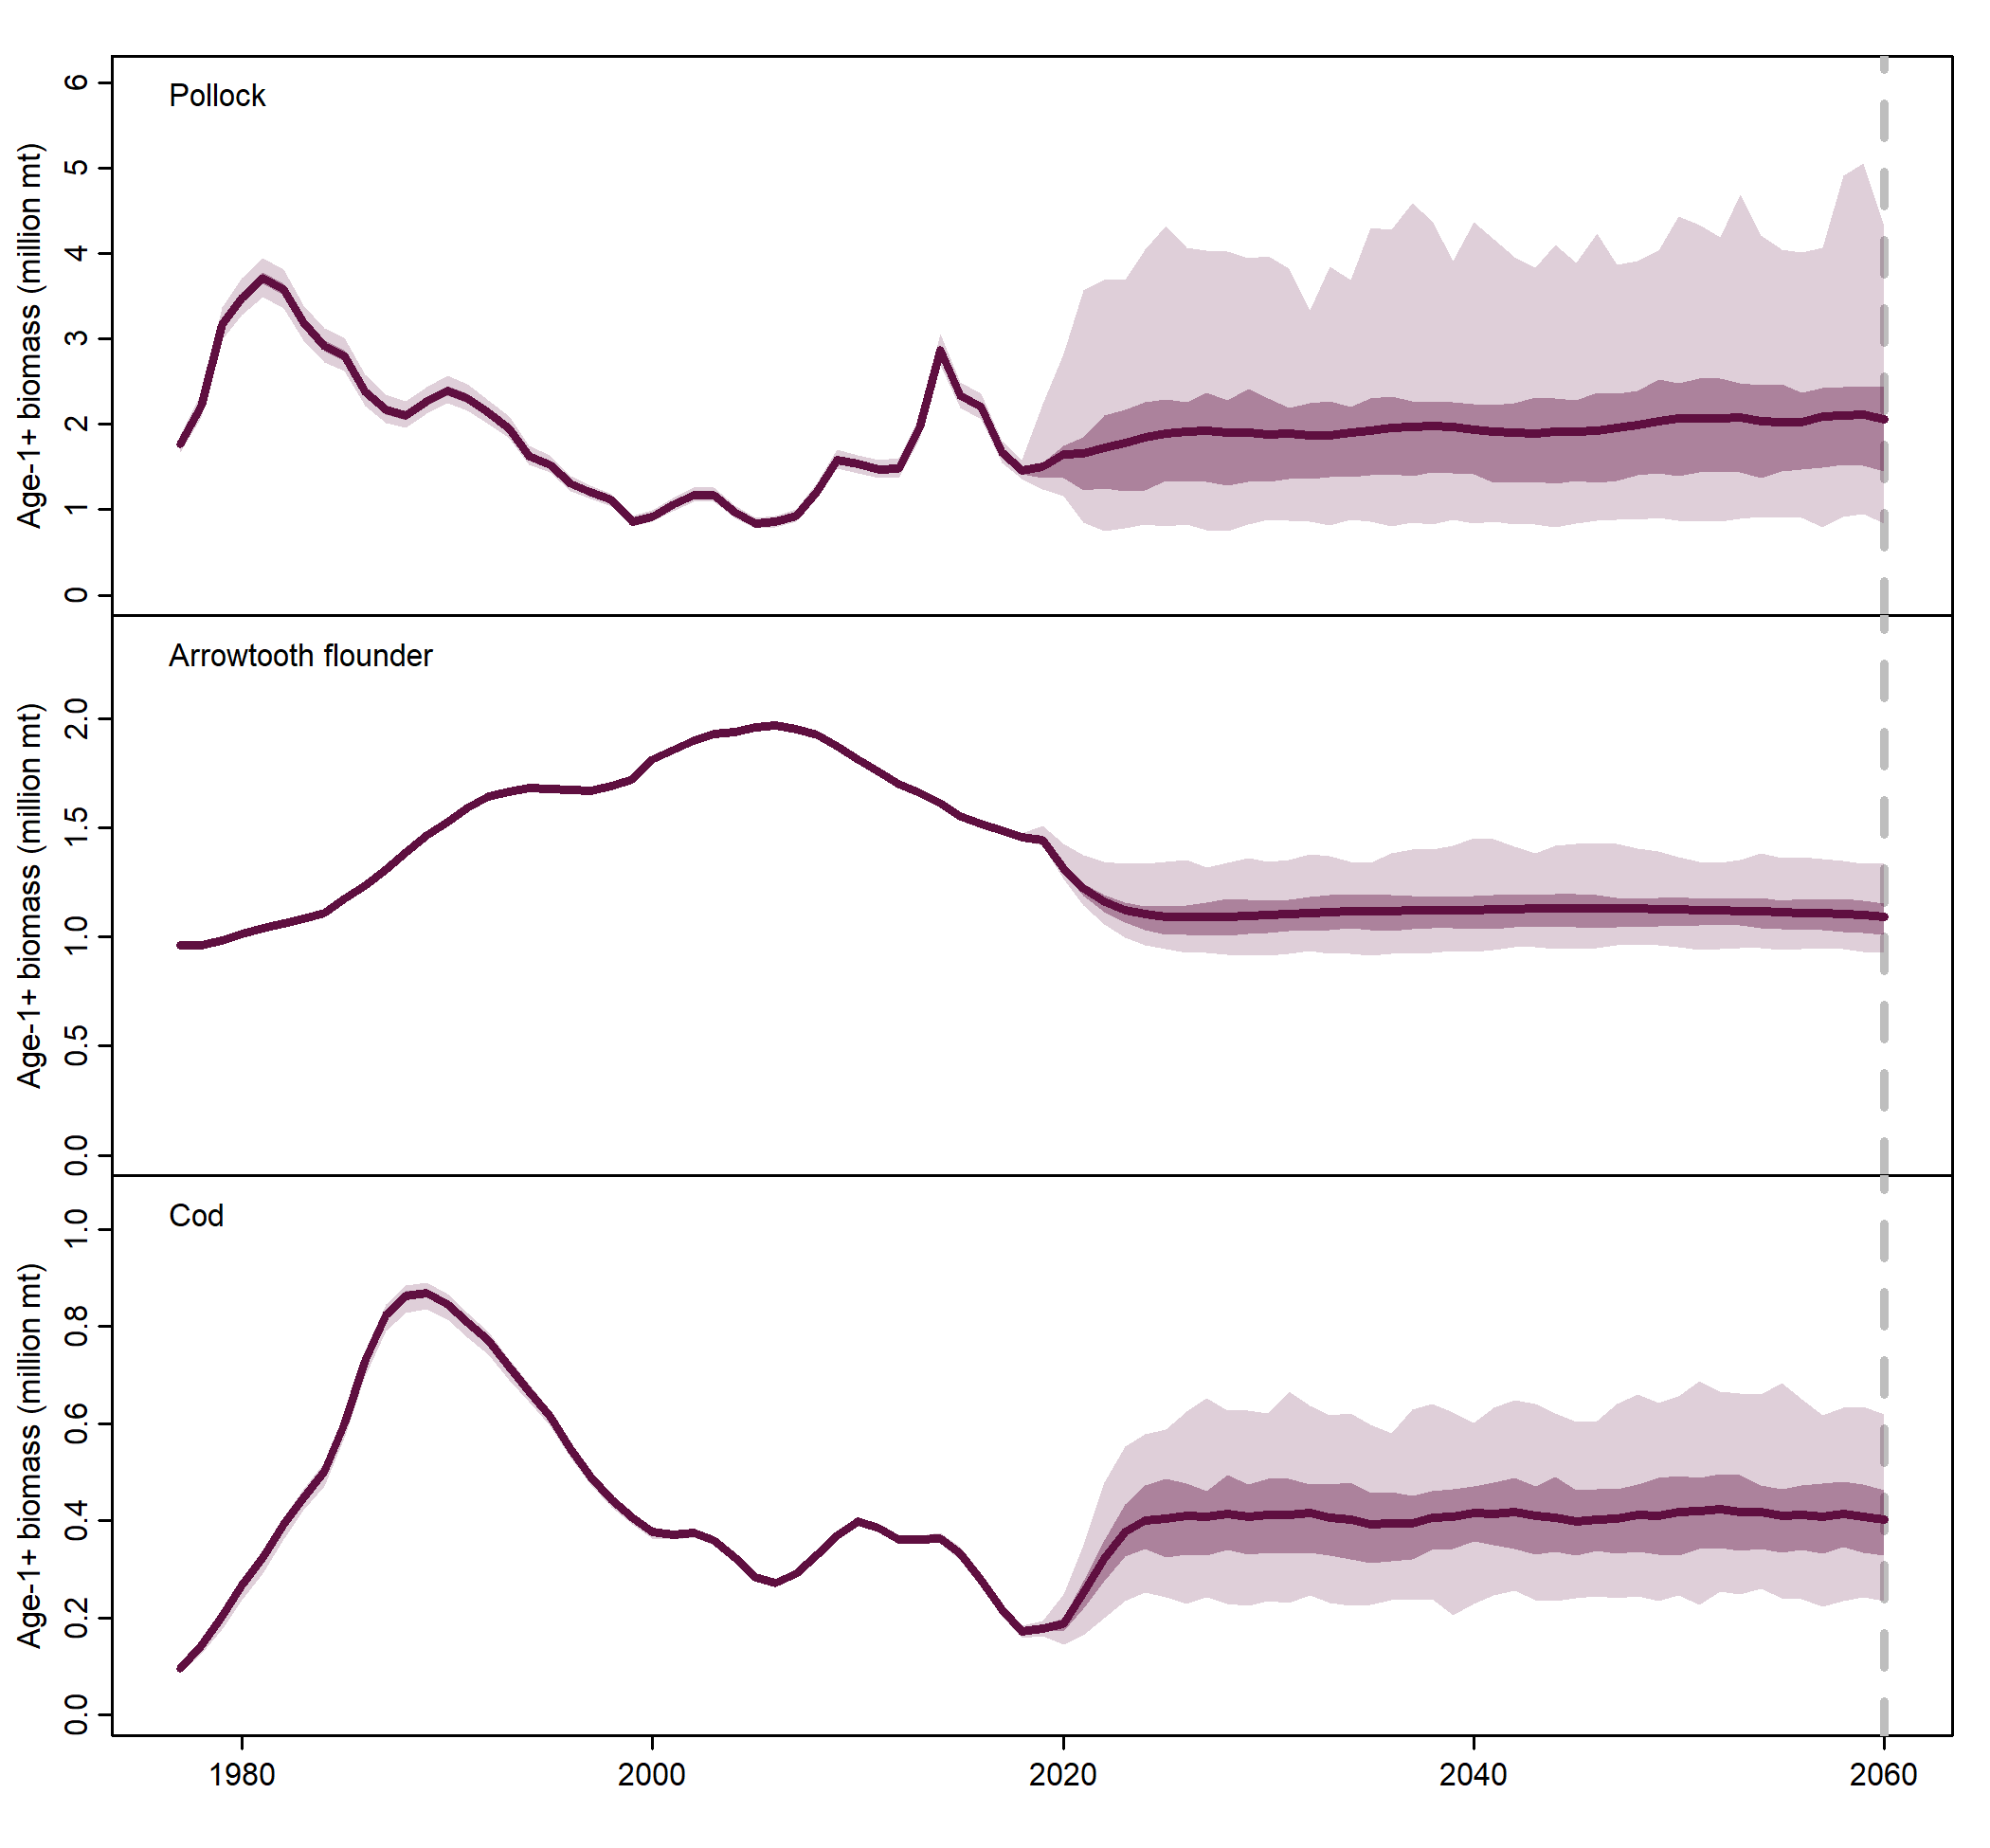 Pollock
Age-1+ biomass (million mt)
6
5
4
3
2
1
0
Arrowtooth flounder
Age-1+ biomass (million mt)
2.0
1.5
1.0
0.5
0.0
Cod
Age-1+ biomass (million mt)
1.0
0.8
0.6
0.4
0.2
0.0
1980 2000 2020 2040 2060